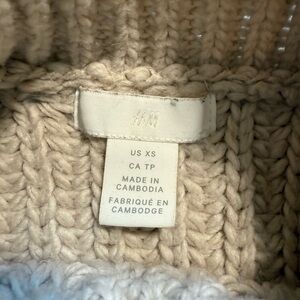 H&M
US XS
CA TP
MADE IN
CAMBODIA
FABRIQUÉ EN
CAMBODGE